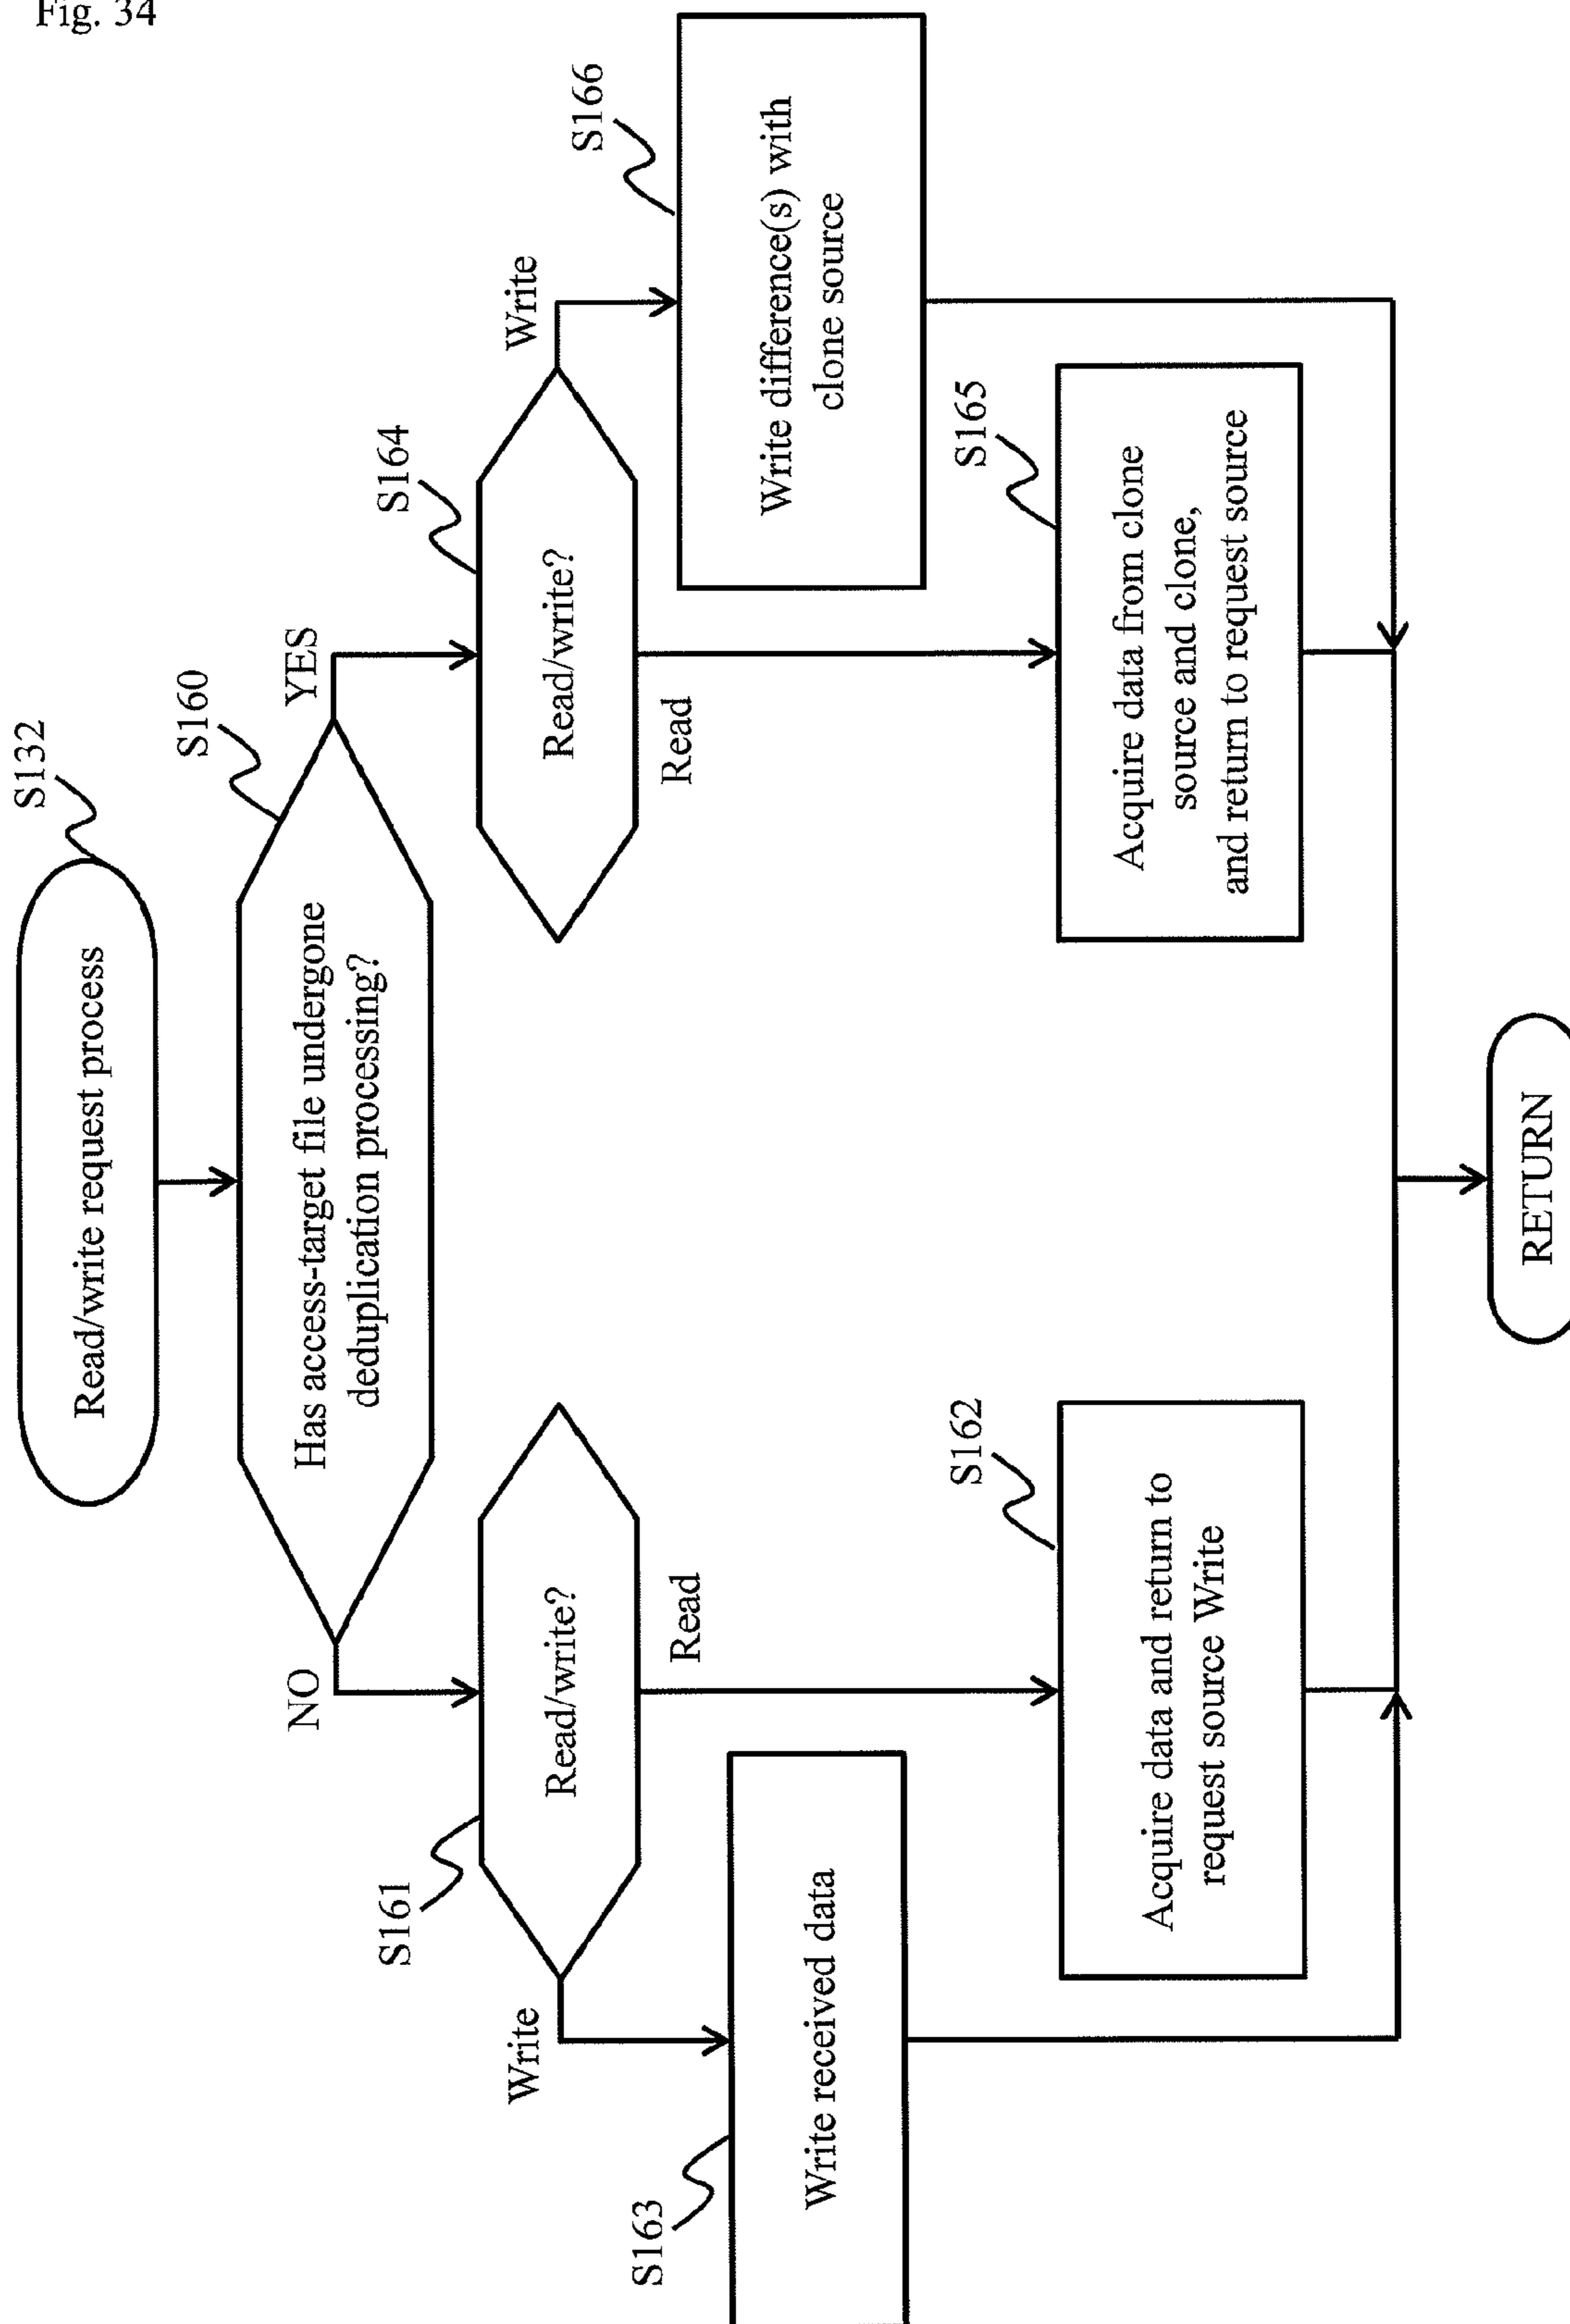 Fig. 34
S132
Read/write request process
S160
Has access-target file undergone
deduplication processing?
NO
YES
S161
Read/write?
S164
Read/write?
Write
Read
Read
Write
S163
Write received data
S166
Write difference(s) with
clone source
S162
Acquire data and return to
request source Write
S165
Acquire data from clone
source and clone,
and return to request source
RETURN